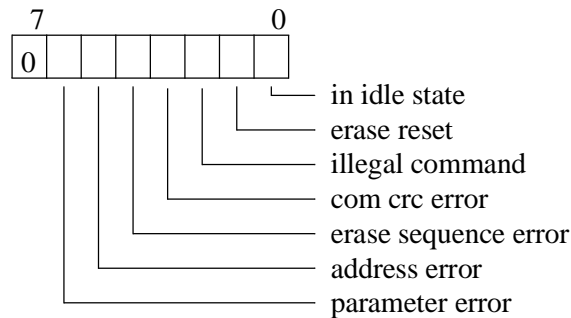 7 0
0
in idle state
erase reset
illegal command
com crc error
erase sequence error
address error
parameter error